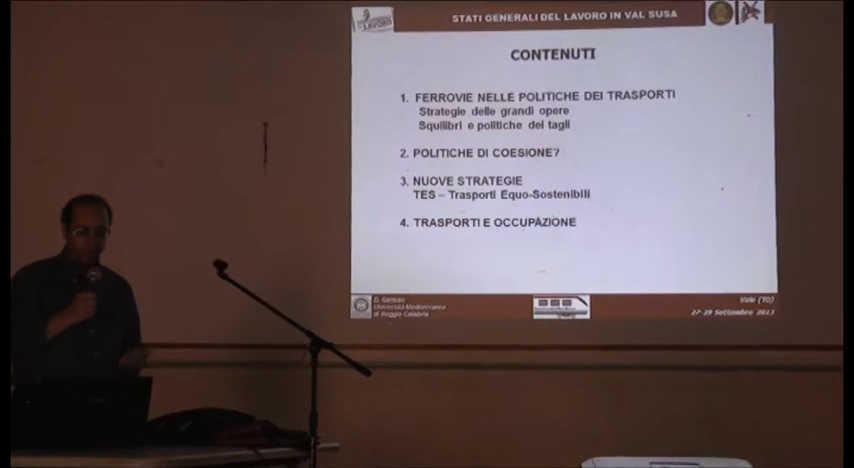 LAVORO
STATI GENERALI DEL LAVORO IN VAL SUSA
CONTENUTI
1. FERROVIE NELLE POLITICHE DEI TRASPORTI
Strategie delle grandi opere
Squilibri e politiche dei tagli
2. POLITICHE DI COESIONE?
3. NUOVE STRATEGIE
TES – Trasporti Equo-Sostenibili
4. TRASPORTI E OCCUPAZIONE
Università Mediterranea
di Reggio Calabria
(TO)
27-29 Settembre 2013